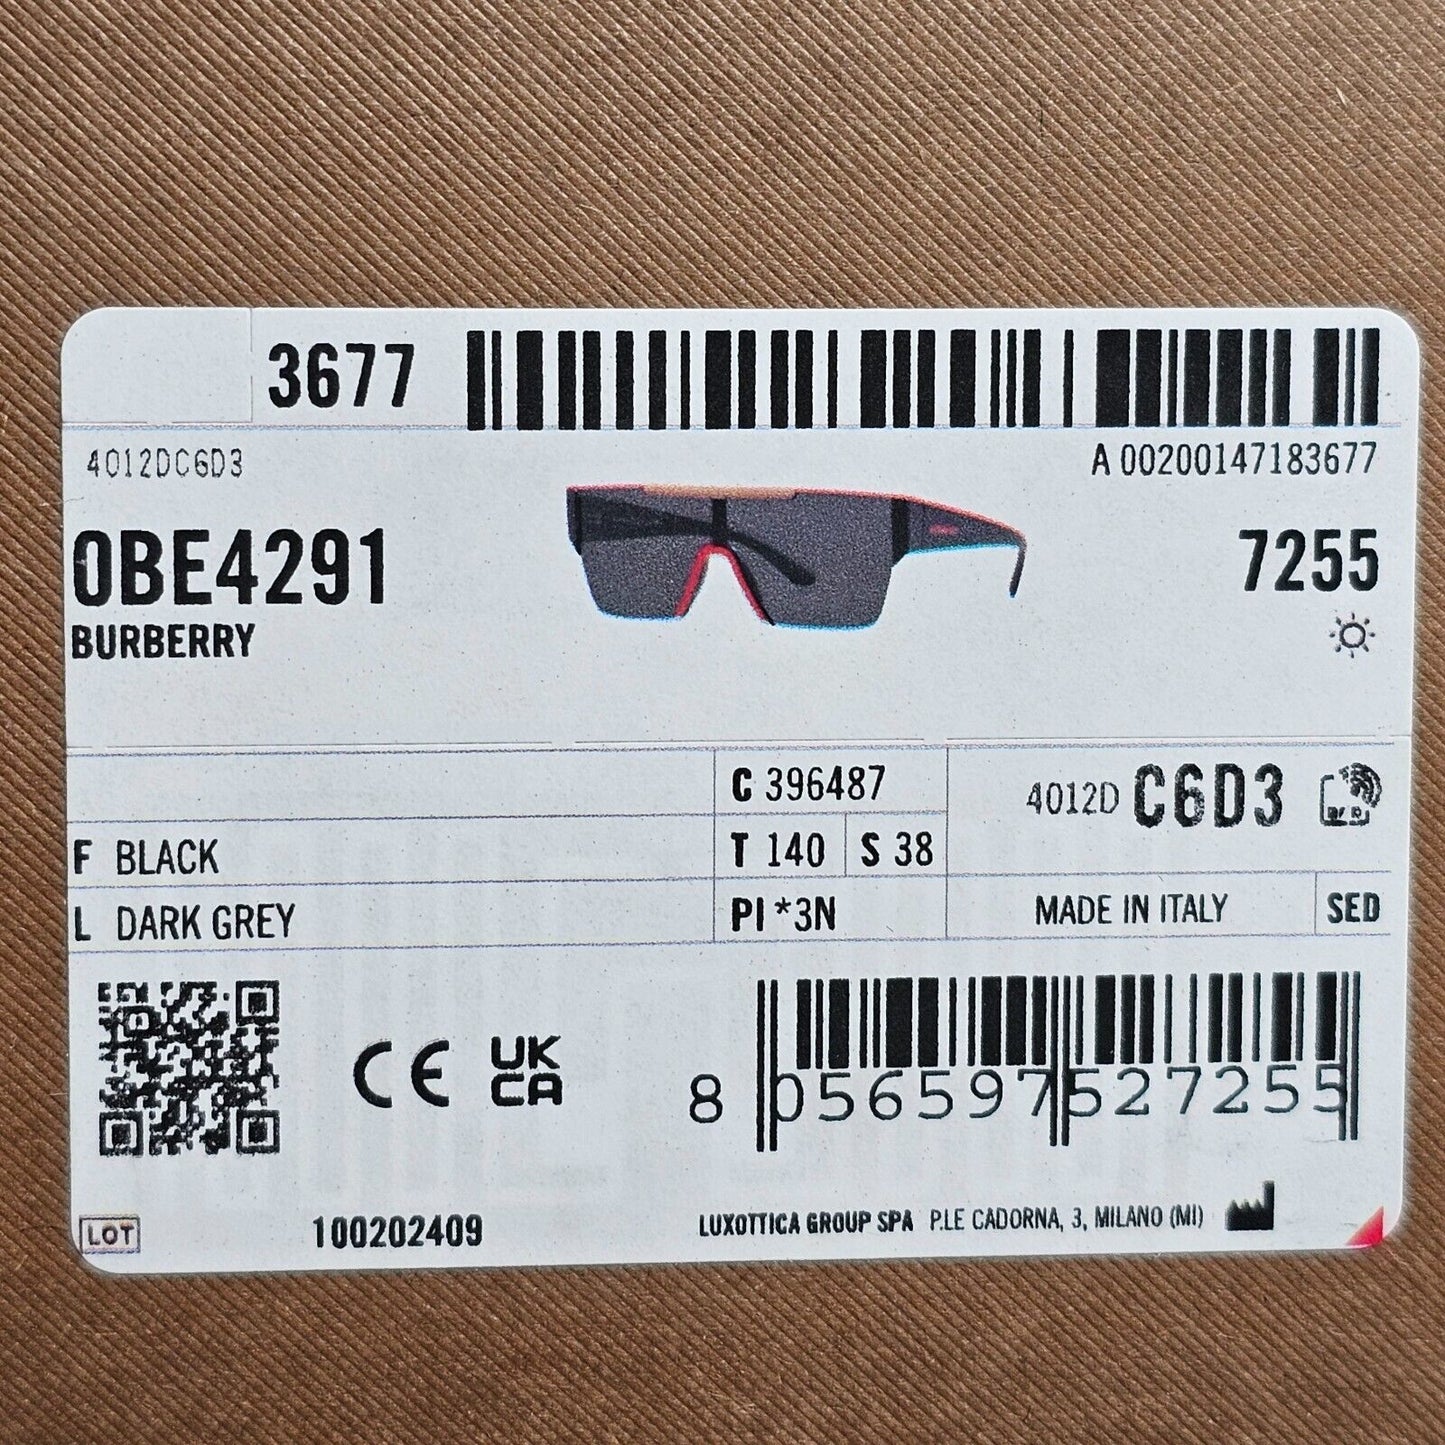 3677
A 00200147183677
4012DC6D3
0BE4291
7255
BURBERRY
C 396487
4012D C6D3
F BLACK
T 140
S 38
L DARK GREY
PI *3N
MADE IN ITALY
SED
CE
UK
CA
8 056597 527255
LOT
100202409
LUXOTTICA GROUP SPA P.LE CADORNA, 3, MILANO (MI)